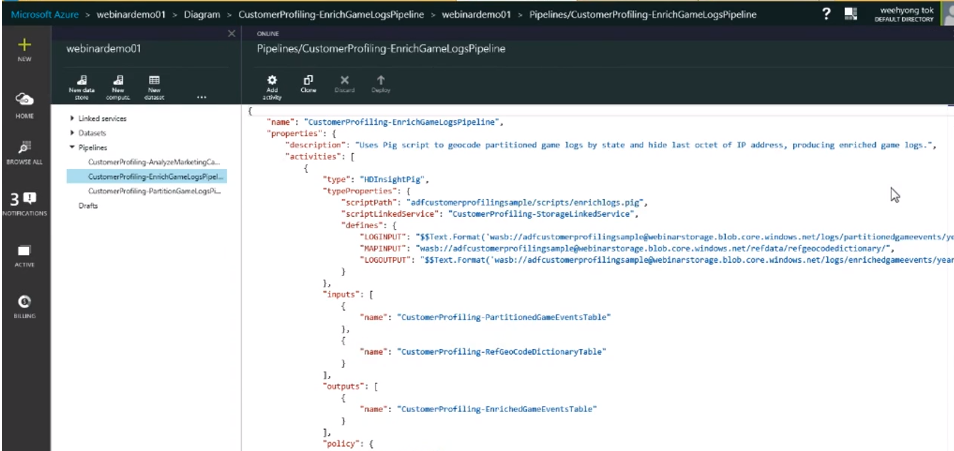 Microsoft Azure > webinardemo01 > Diagram > CustomerProfiling-EnrichGameLogsPipeline > webinardemo01 > Pipelines/CustomerProfiling-EnrichGameLogsPipeline
? weehyong tok
DEFAULT DIRECTORY
NEW
HOME
BROWSE ALL
3
NOTIFICATIONS
ACTIVE
BILLING
webinardemo01
New data store
New compute
New dataset
...
Linked services
Datasets
Pipelines
CustomerProfiling-AnalyzeMarketingCa...
CustomerProfiling-EnrichGameLogsPipel...
CustomerProfiling-PartitionGameLogsPi...
Drafts
ONLINE
Pipelines/CustomerProfiling-EnrichGameLogsPipeline
Add activity
Clone
Discard
Deploy
{
"name": "CustomerProfiling-EnrichGameLogsPipeline",
"properties": {
"description": "Uses Pig script to geocode partitioned game logs by state and hide last octet of IP address, producing enriched game logs.",
"activities": [
{
"type": "HDInsightPig",
"typeProperties": {
"scriptPath": "adfcustomerprofilingsample/scripts/enrichlogs.pig",
"scriptLinkedService": "CustomerProfiling-StorageLinkedService",
"defines": {
"LOGINPUT": "$$Text.Format('wasb://adfcustomerprofilingsample@webinarstorage.blob.core.windows.net/logs/partitionedgameevents/ye
"MAPINPUT": "wasb://adfcustomerprofilingsample@webinarstorage.blob.core.windows.net/refdata/refgeocodedictionary/",
"LOGOUTPUT": "$$Text.Format('wasb://adfcustomerprofilingsample@webinarstorage.blob.core.windows.net/logs/enrichedgameevents/year
}
},
"inputs": [
{
"name": "CustomerProfiling-PartitionedGameEventsTable"
},
{
"name": "CustomerProfiling-RefGeoCodeDictionaryTable"
}
],
"outputs": [
{
"name": "CustomerProfiling-EnrichedGameEventsTable"
}
],
"policy": {